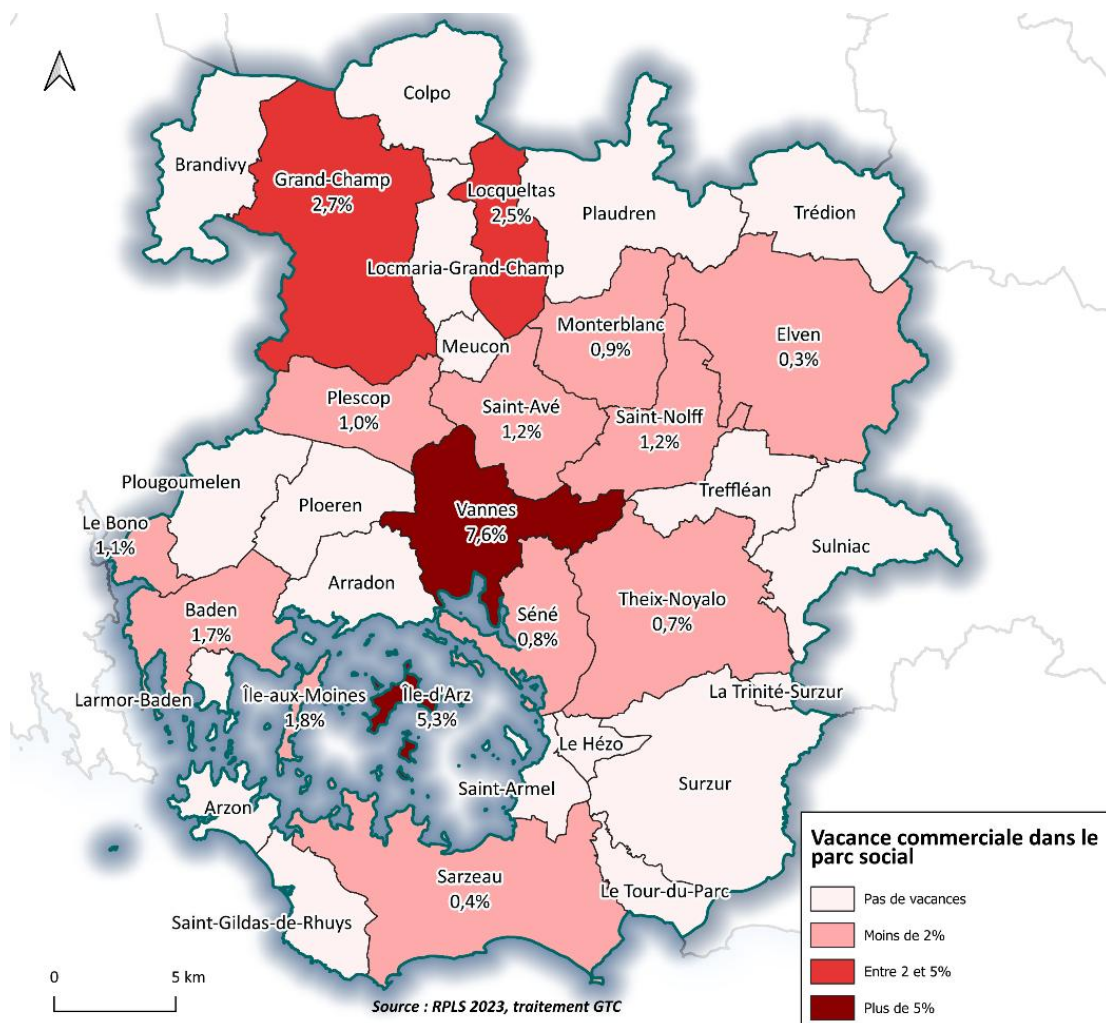 Colpo
Brandivy
Grand-Champ
2,7%
Locqueltas
2,5%
Plaudren
Trédion
Locmaria-Grand-Champ
Monterblanc
0,9%
Elven
0,3%
Meucon
Plescop
1,0%
Saint-Avé
1,2%
Saint-Nolff
1,2%
Plougoumelen
Ploeren
Vannes
7,6%
Treffléan
Le Bono
1,1%
Sulniac
Arradon
Baden
1,7%
Séné
0,8%
Theix-Noyalo
0,7%
Larmor-Baden
Île-aux-Moines
1,8%
Île-d'Arz
5,3%
La Trinité-Surzur
Le Hézo
Saint-Armel
Surzur
Arzon
Sarzeau
0,4%
Le Tour-du-Parc
Saint-Gildas-de-Rhuys
Vacance commerciale dans le
parc social
Pas de vacances
Moins de 2%
Entre 2 et 5%
Plus de 5%
0 5 km
Source : RPLS 2023, traitement GTC